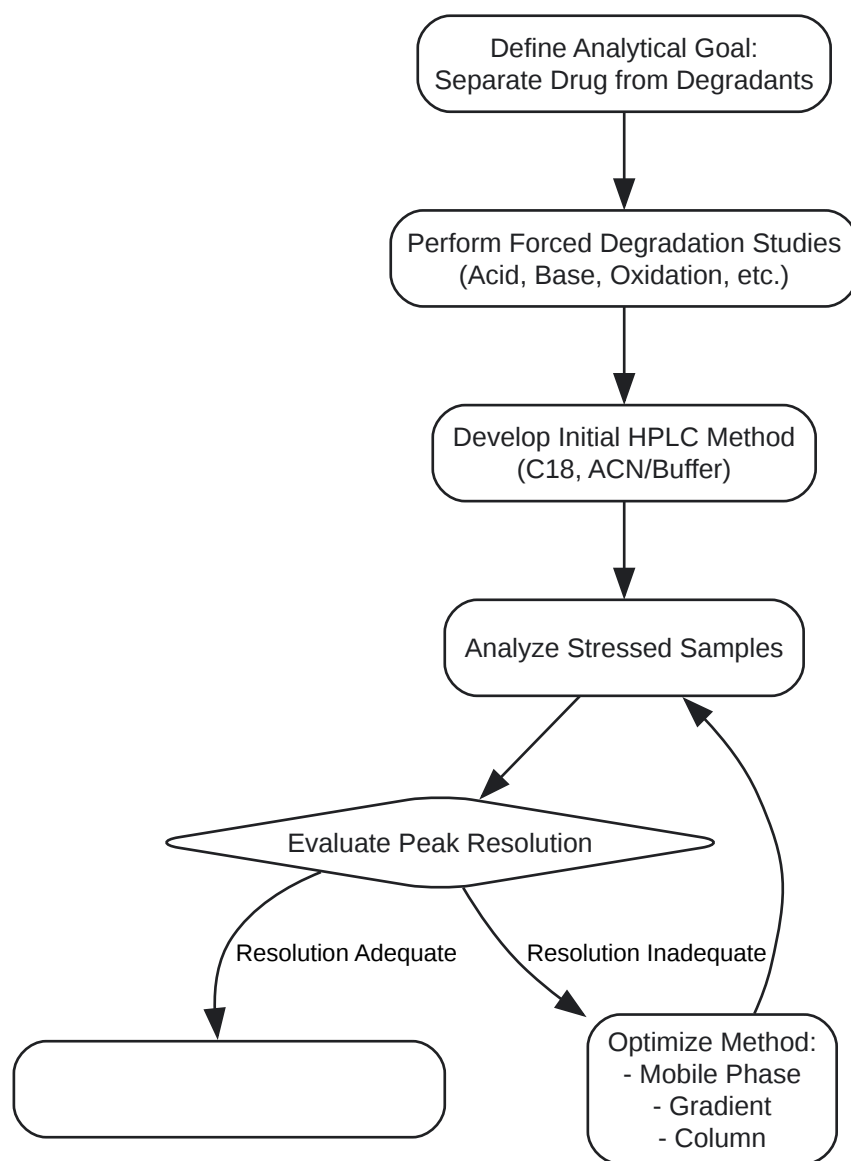 Define Analytical Goal:
Separate Drug from Degradants
Perform Forced Degradation Studies
(Acid, Base, Oxidation, etc.)
Develop Initial HPLC Method
(C18, ACN/Buffer)
Analyze Stressed Samples
Evaluate Peak Resolution
Resolution Adequate
Resolution Inadequate
Optimize Method:
- Mobile Phase
- Gradient
- Column